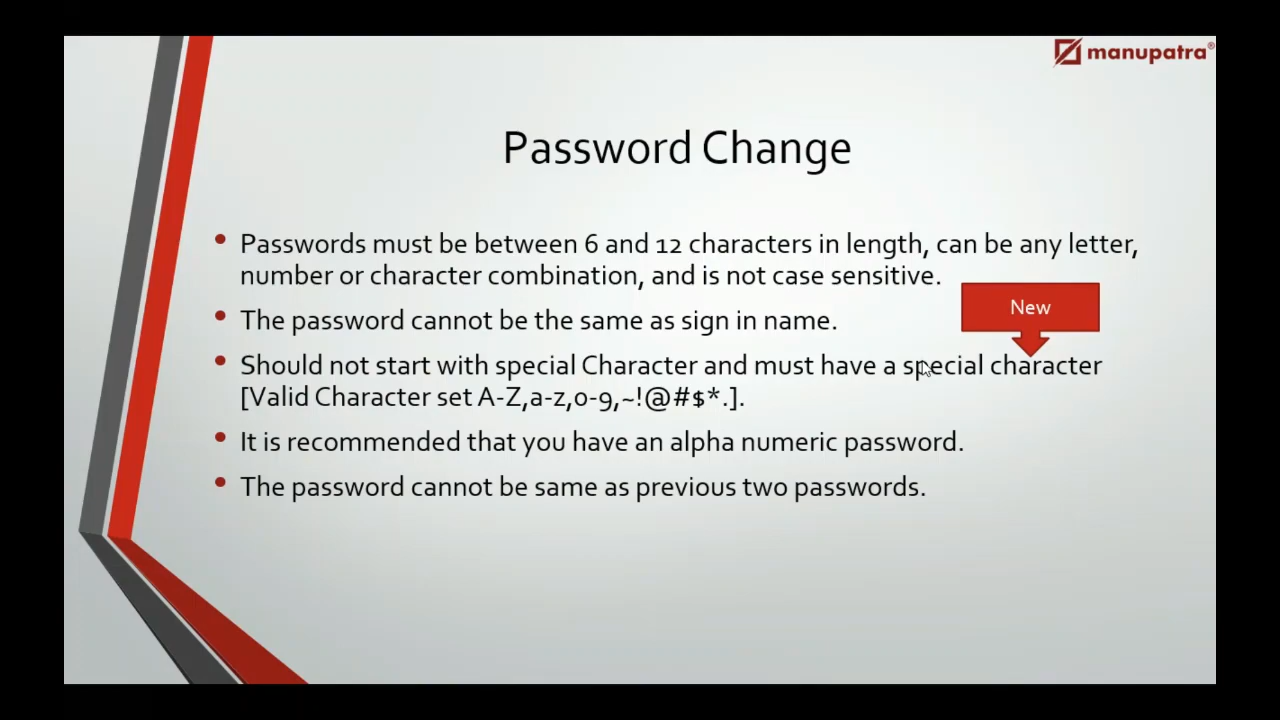 manupatra®
Password Change
• Passwords must be between 6 and 12 characters in length, can be any letter,
number or character combination, and is not case sensitive.
New
• The password cannot be the same as sign in name.
• Should not start with special Character and must have a special character
[Valid Character set A-Z,a-z,0-9,~!@#$*.].
• It is recommended that you have an alpha numeric password.
• The password cannot be same as previous two passwords.